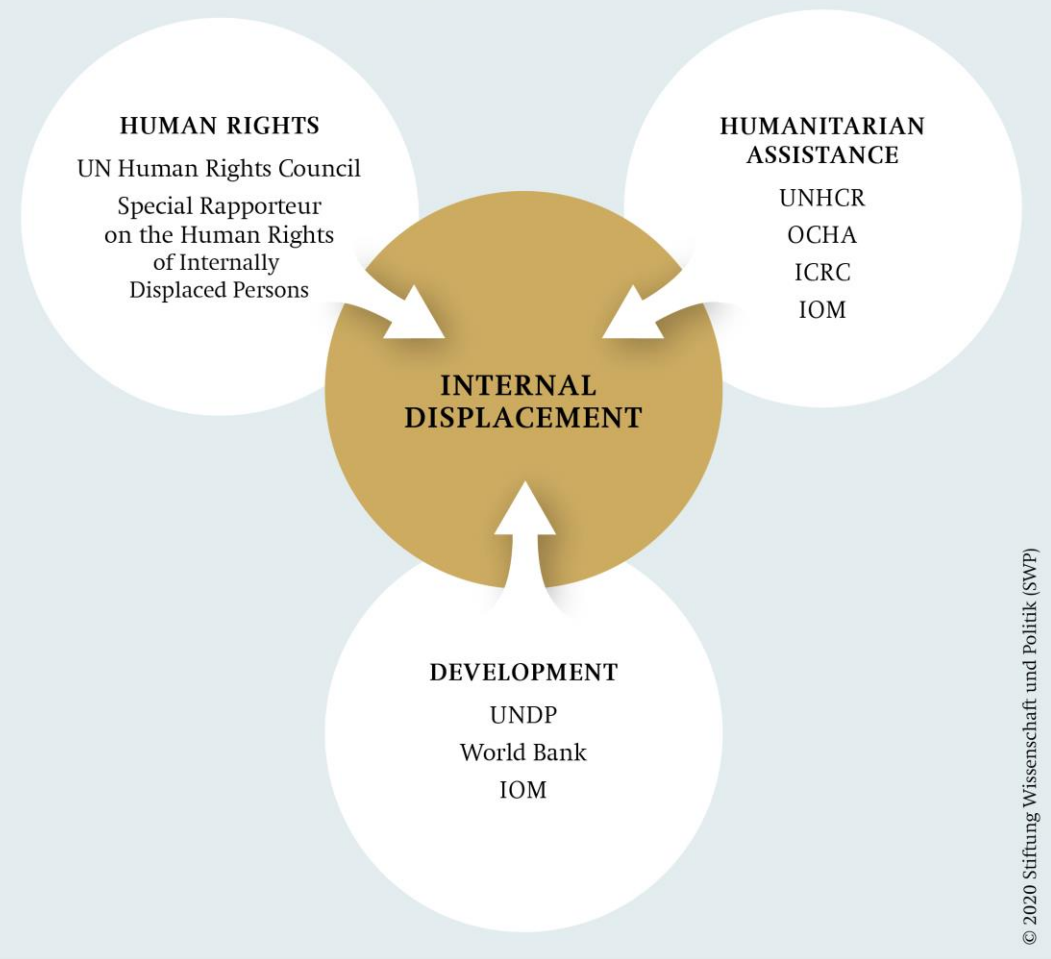 HUMAN RIGHTS
UN Human Rights Council
Special Rapporteur
on the Human Rights
of Internally
Displaced Persons
HUMANITARIAN
ASSISTANCE
UNHCR
OCHA
ICRC
IOM
INTERNAL
DISPLACEMENT
DEVELOPMENT
UNDP
World Bank
IOM
© 2020 Stiftung Wissenschaft und Politik (SWP)